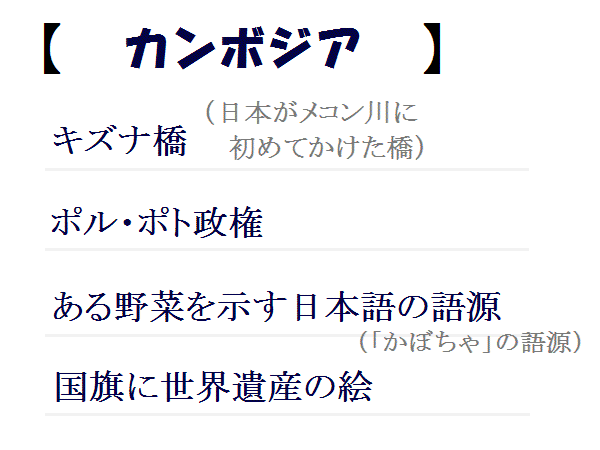 【 カンボジア 】
(日本がメコン川に
キズナ橋
初めてかけた橋)
ポル・ポト政権
ある野菜を示す日本語の語源
(「かぼちゃ」の語源)
国旗に世界遺産の絵